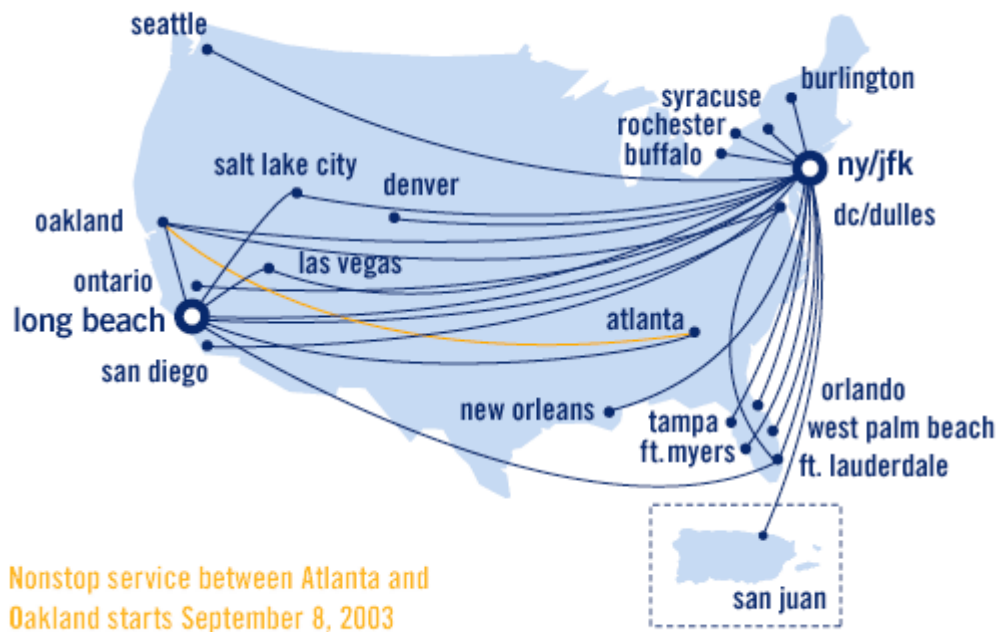 seattle
burlington
syracuse
rochester
buffalo
ny/jfk
salt lake city
denver
oakland
dc/dulles
las vegas
ontario
long beach
atlanta
san diego
orlando
new orleans
tampa
west palm beach
ft.myers
ft. lauderdale
Nonstop service between Atlanta and
Oakland starts September 8, 2003
san juan